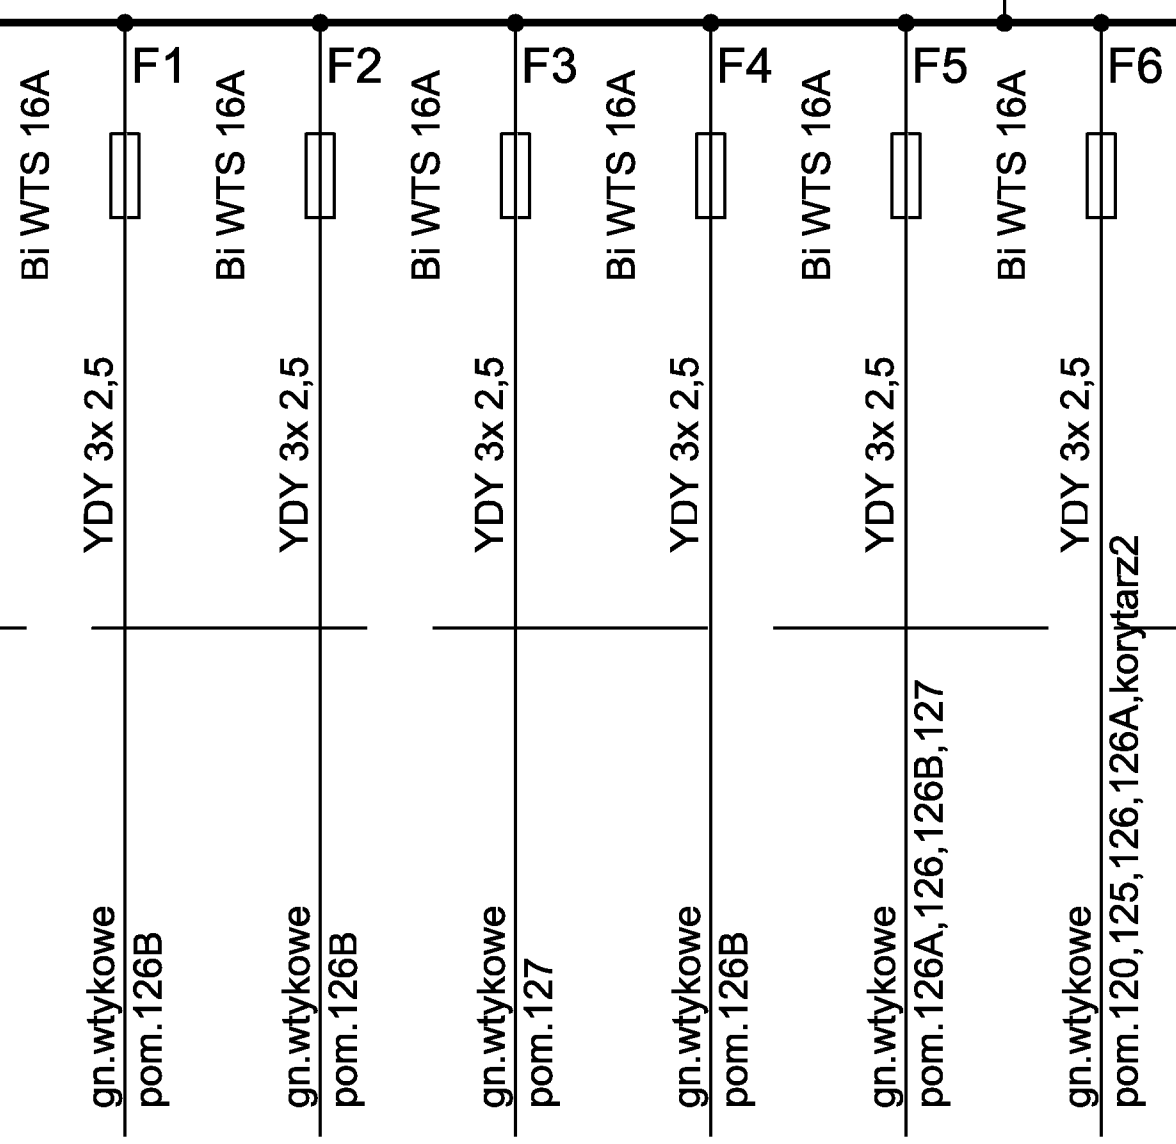 F1
Bi WTS 16A
YDY 3x 2,5
gn.wtykowe
pom.126B
F2
Bi WTS 16A
YDY 3x 2,5
gn.wtykowe
pom.126B
F3
Bi WTS 16A
YDY 3x 2,5
gn.wtykowe
pom.127
F4
Bi WTS 16A
YDY 3x 2,5
gn.wtykowe
pom.126B
F5
Bi WTS 16A
YDY 3x 2,5
gn.wtykowe
pom.126A,126,126B,127
F6
Bi WTS 16A
YDY 3x 2,5
gn.wtykowe
pom.120,125,126,126A,korytarz2